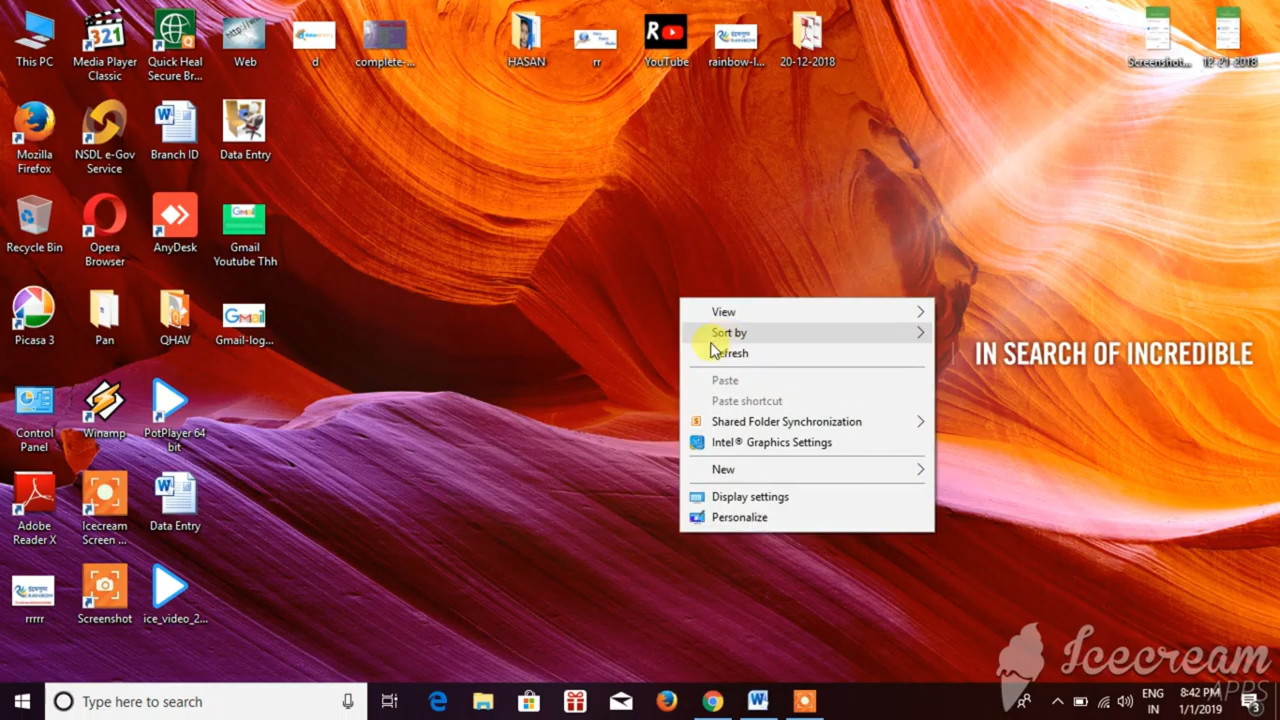 This PC
Media Player
Classic
Quick Heal
Secure Br...
Web
d
complete-...
HASAN
rr
YouTube
rainbow-l...
20-12-2018
Screenshot...
12-21-2018
Mozilla
Firefox
NSDL e-Gov
Service
Branch ID
Data Entry
Recycle Bin
Opera
Browser
AnyDesk
Gmail
Gmail
Youtube Thh
Picasa 3
Pan
QHAV
Gmail
Gmail-log...
Control
Panel
Winamp
PotPlayer 64
bit
Adobe
Reader X
Icecream
Screen ...
Data Entry
rrrrr
Screenshot
ice_video_2...
View
Sort by
Refresh
Paste
Paste shortcut
Shared Folder Synchronization
Intel® Graphics Settings
New
Display settings
Personalize
IN SEARCH OF INCREDIBLE
Icecream
APPS
Type here to search
ENG
IN
8:42 PM
1/1/2019
3